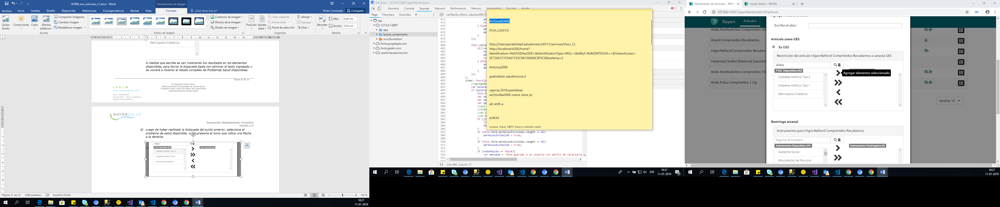 167694_evo_articulos_v1.docx - Word
Herramientas de imagen
Archivo Inicio Insertar Diseño Disposición Referencias Correspondencia Revisar Vista Formato ¿Qué desea hacer? Víctor Coronado Compartir
Quitar fondo
Correcciones
Color
Efectos artísticos
Comprimir imágenes
Cambiar imagen
Restablecer imagen
Ajustar
Estilos de imagen
Contorno de imagen
Efectos de la imagen
Diseño de imagen
Posición
Ajustar texto
Traer adelante
Enviar atrás
Panel de selección
Alinear
Agrupar
Girar
Organizar
Recortar
Alto: 3,94 cm
Ancho: 10,9 cm
Tamaño
Retinopatía Diabética
A medida que escribe se van mostrando los resultados en los elementos
disponibles, para borrar la búsqueda basta con eliminar el texto ingresado y
se volverá a mostrar el listado completo de Problemas Salud Disponibles.
Página 20 de 22
© Copyright Rayen Salud
Este documento es propiedad de Rayen Salud
Cualquier copia u otro uso deben ser autorizados
expresamente por Rayen Salud
www.rayensalud.com
Región Metropolitana
RAYENSALUD
Documento Mantenimiento Correctivo
Versión 1.0
d) Luego de haber realizado la búsqueda del punto anterior, seleccione el
problema de salud disponible, presione el icono que indica una flecha
a la derecha.
diabe
PSAL Disponibles (83)
PSAL Asociados (0)
Diabetes Mellitus Tipo 2
Diabetes Mellitus Tipo 1
Retinopatía Diabética
Página 21 de 22 2996 palabras Español (Chile) 100 %
10:27
11-01-2019
DevTools - 127.0.0.1:8887/app/Mantenedor/
Elements Console Sources Network Performance Memory Application Security Audits 1
Page Filesystem Overrides »
css?family=Mont...Ubuntu:400,70
top
127.0.0.1:8887
app
bower_components
scss/foundation
fonts.googleapis.com
fonts.gstatic.com
use.fontawesome.com
472 ad
473 re
474 } else
475 ad
476 ad
477 }
478 });
479
480 this.valid
481 if(!va
482 to
483 ad
484 re
485 } else
486 ad
487 ad
488 }
489 });
490 },
491 crear: functio
492 //agregado
493 var esCara
494 if (esCara
495 this.t
496 var no
497 var pe
498 var pe
499 //aca
500 //tien
501 //en r
502 //es m
503 if ((t
504 ||
505 no
506 }
507 if (this.form.permisosIncluidos.length == 0){
508 permisosIncValido = true;
509 }
510 if (this.form.permisosExcluidos.length == 0){
511 permisosExcValido = true;
512 }
513 if (nodoValido == false){
514 var mensaje = 'Para guardar a un usuario con perfil de caracteriz
515
516
{} Line 494, Column 17
AnTonia$2006
http://interoperabilidad.saludenred.cl:8111/services/Visor_CL
http://localhost:4200/home?
Identification=NzE5ODAwODE=&IdentificationType=MQ==&IdRyf=NzM2MTE5OA==&TokenAcceso=
5F7266721F5A67CE5C86150669C8F5C6&sistema=2
Antonia2006
grebolledo saludinnova.cl
vgarcia.2018.asambleas
an2ton&a2006 nueva clave pc
alt-shift-a
act634
nueva clave 2401 banco estado web
ESP
10:27
11-01-2019
Mantenedor de Artículos - RAYEN
Iniciar Sesión - RAYEN
127.0.0.1:8887/app/Mantenedor/#/articulo
Rayen
Artículos
Acido Acetilsalicilico Comprimidos 500
Anacin Comprimidos Recubiertos
Migra-Nefersil Comprimidos Recubier
Metamizol Sodico (Dipirona) Suposito
Acido Acetilsalicilico Comprimidos 100
Acido Folico Comprimidos 1 Mg
Mostrar 10
Escribe el alias:
Articulo como GES
Es GES
Restricción del artículo Migra-Nefersil Comprimidos Recubiertos a canasta GES
diabe
PSAL Disponibles (83)
Agregar elemento seleccionado
Diabetes Mellitus Tipo 2
Diabetes Mellitus Tipo 1
Retinopatía Diabética
Restringe arsenal
Instrumentos para Migra-Nefersil Comprimidos Recubiertos
Ingrese el nombre
Instrumentos Disponibles (41)
Instrumentos Restringidos (0)
Asistente Social
Educador(a) de Párvulos
10:27
11-01-2019